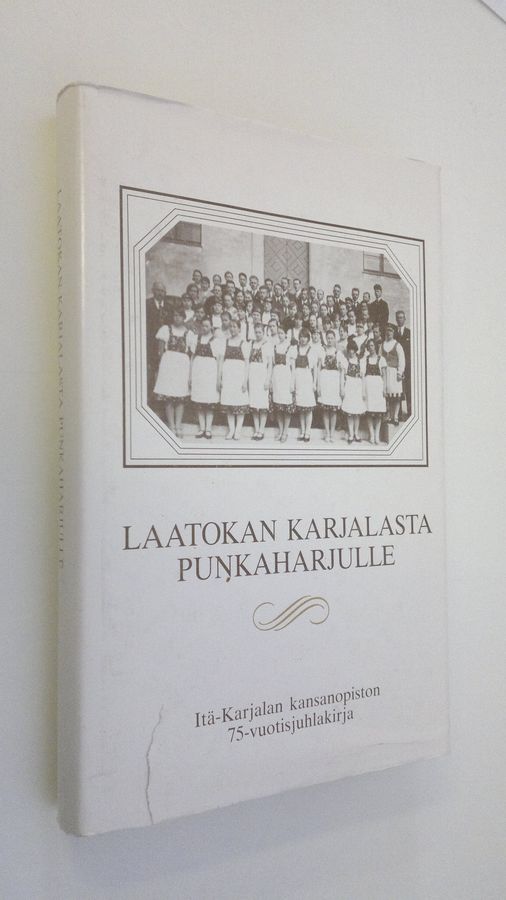 LAATOKAN KARJALASTA PUNKAHARJULLE
LAATOKAN KARJALASTA
PUNKAHARJULLE
Itä-Karjalan kansanopiston
75-vuotisjuhlakirja